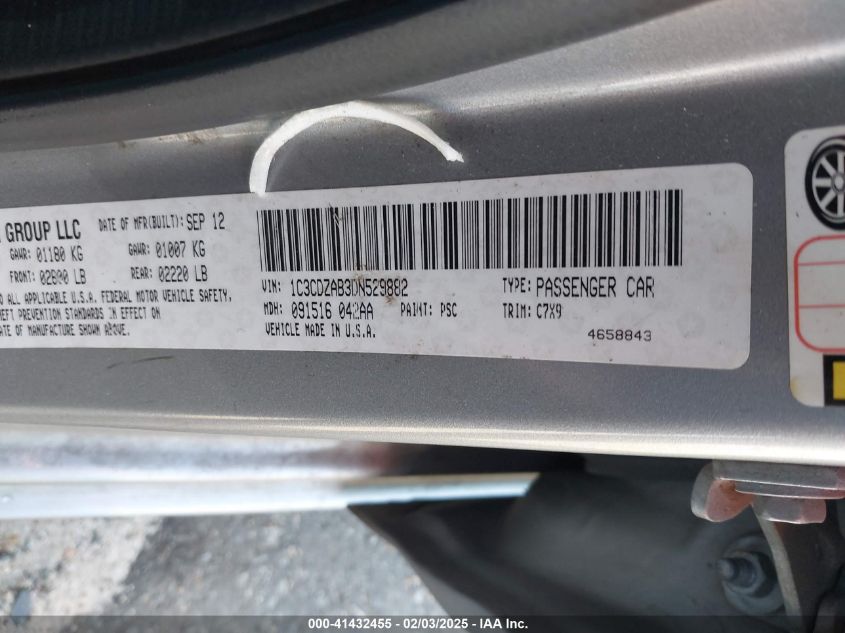 GROUP LLC DATE OF MFR(BUILT): SEP 12
GAWR: 01180 KG GAWR: 01007 KG
FRONT: 02600 LB REAR: 02220 LB
ALL APPLICABLE U.S.A. FEDERAL MOTOR VEHICLE SAFETY,
THEFT PREVENTION STANDARDS IN EFFECT ON
DATE OF MANUFACTURE SHOWN ABOVE.
VIN: 1C3CDZAB3DN529882 TYPE: PASSENGER CAR
MDH: 091516 042AA PAINT: PSC TRIM: C7X9
VEHICLE MADE IN U.S.A.
4658843
000-41432455 - 02/03/2025 - IAA Inc.